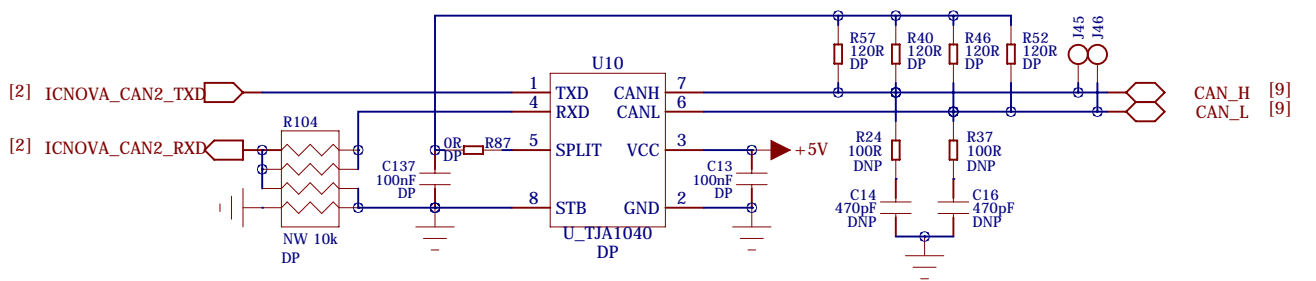 R57
120R
DP
R40
120R
DP
R46
120R
DP
R52
120R
DP
J45
J46
U10
[2] ICNOVA_CAN2_TXD
1 TXD
4 RXD
5 SPLIT
8 STB
CANH 7
CANL 6
VCC 3
GND 2
U_TJA1040
DP
CAN_H [9]
CAN_L [9]
[2] ICNOVA_CAN2_RXD
R104
NW 10k
DP
0R R87
DP
C137
100nF
DP
C13
100nF
DP
+5V
R24
100R
DNP
R37
100R
DNP
C14
470pF
DNP
C16
470pF
DNP